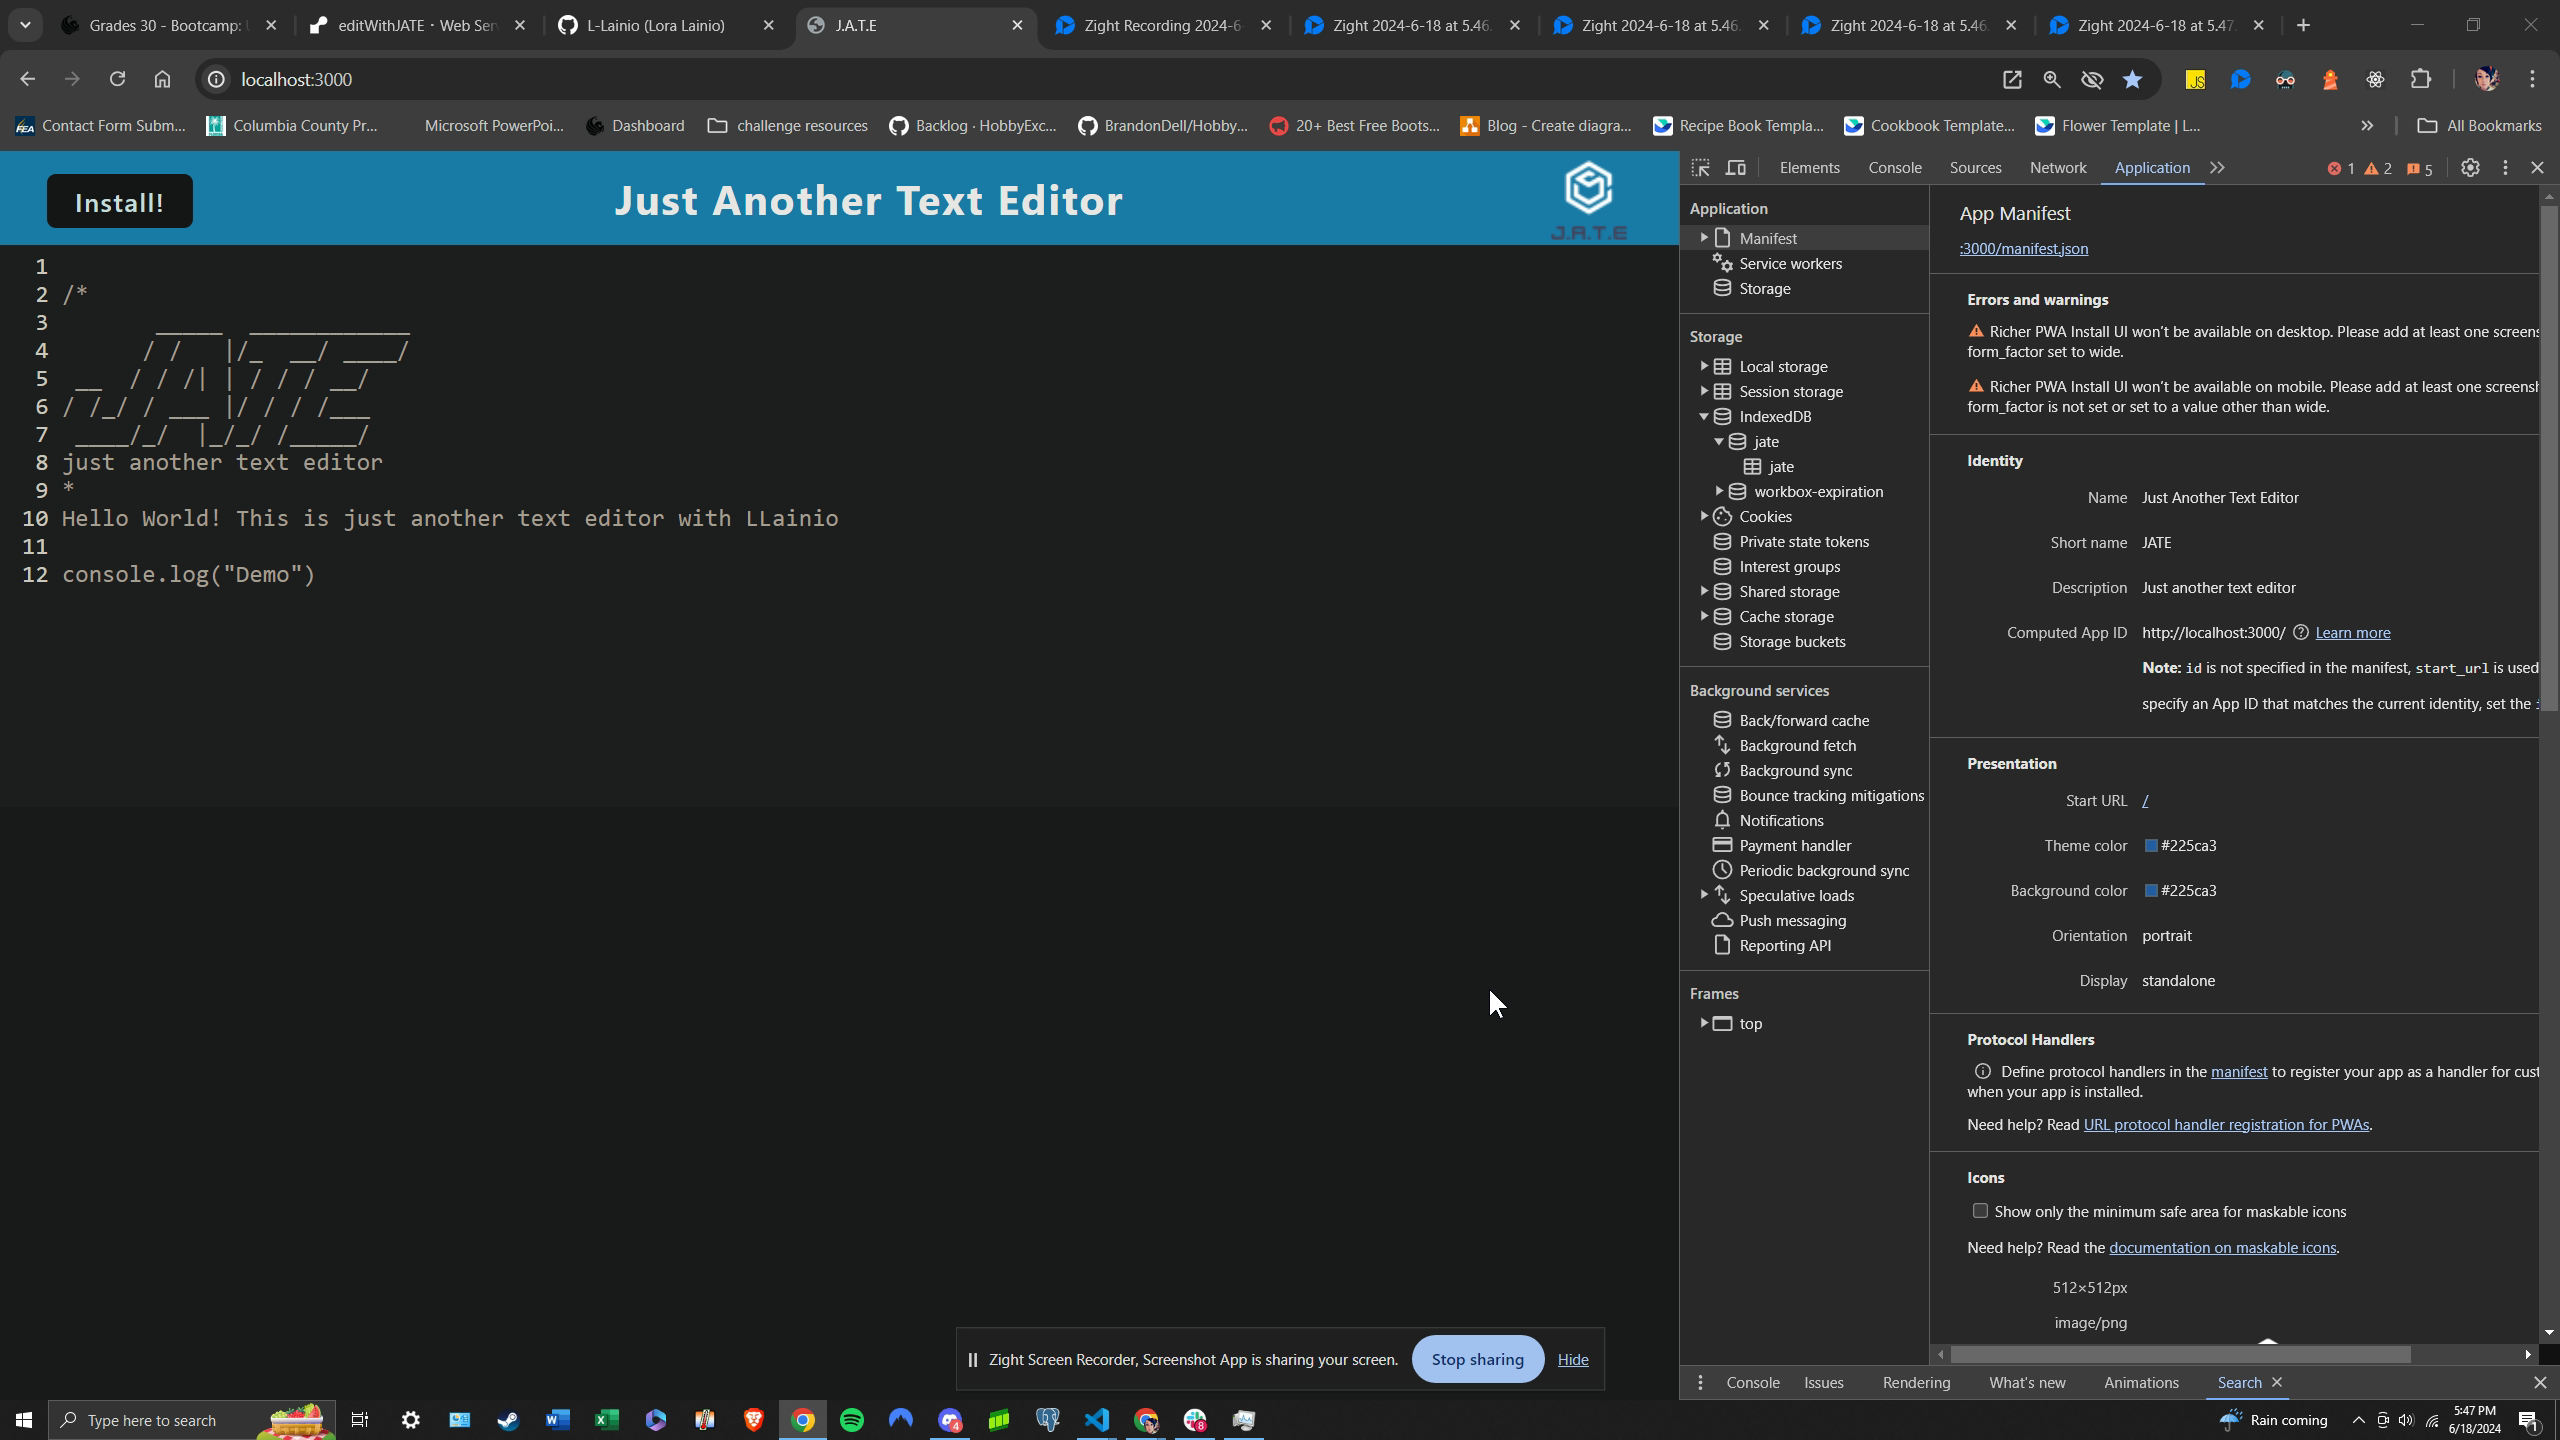 Grades 30 - Bootcamp: U
editWithJATE · Web Serv
L-Lainio (Lora Lainio)
J.A.T.E
Zight Recording 2024-6-
Zight 2024-6-18 at 5.46.
Zight 2024-6-18 at 5.46.
Zight 2024-6-18 at 5.46.
Zight 2024-6-18 at 5.47.
localhost:3000
JS
FEA Contact Form Subm...
Columbia County Pr...
Microsoft PowerPoi...
Dashboard
challenge resources
Backlog · HobbyExc...
BrandonDell/Hobby...
20+ Best Free Boots...
Blog - Create diagra...
Recipe Book Templa...
Cookbook Template...
Flower Template | L...
All Bookmarks
Install!
Just Another Text Editor
J.A.T.E
1
2 /*
3      _____  ____________
4     / /   |/_  __/ ____/
5 __  / / /| | / / / __/
6 / /_/ / ___ |/ / / /___
7 ____/_/  |_/_/ /_____/
8 just another text editor
9 *
10 Hello World! This is just another text editor with LLainio
11
12 console.log("Demo")
Elements Console Sources Network Application 1 2 5
Application
Manifest
Service workers
Storage
Storage
Local storage
Session storage
IndexedDB
jate
jate
workbox-expiration
Cookies
Private state tokens
Interest groups
Shared storage
Cache storage
Storage buckets
Background services
Back/forward cache
Background fetch
Background sync
Bounce tracking mitigations
Notifications
Payment handler
Periodic background sync
Speculative loads
Push messaging
Reporting API
Frames
top
App Manifest
:3000/manifest.json
Errors and warnings
Richer PWA Install UI won't be available on desktop. Please add at least one screens
form_factor set to wide.
Richer PWA Install UI won't be available on mobile. Please add at least one screensh
form_factor is not set or set to a value other than wide.
Identity
Name Just Another Text Editor
Short name JATE
Description Just another text editor
Computed App ID http://localhost:3000/ Learn more
Note: id is not specified in the manifest, start_url is used
specify an App ID that matches the current identity, set the i
Presentation
Start URL /
Theme color #225ca3
Background color #225ca3
Orientation portrait
Display standalone
Protocol Handlers
Define protocol handlers in the manifest to register your app as a handler for cust
when your app is installed.
Need help? Read URL protocol handler registration for PWAs.
Icons
Show only the minimum safe area for maskable icons
Need help? Read the documentation on maskable icons.
512×512px
image/png
Zight Screen Recorder, Screenshot App is sharing your screen. Stop sharing Hide
Console Issues Rendering What's new Animations Search
Type here to search
4
8
Rain coming
5:47 PM
6/18/2024
1